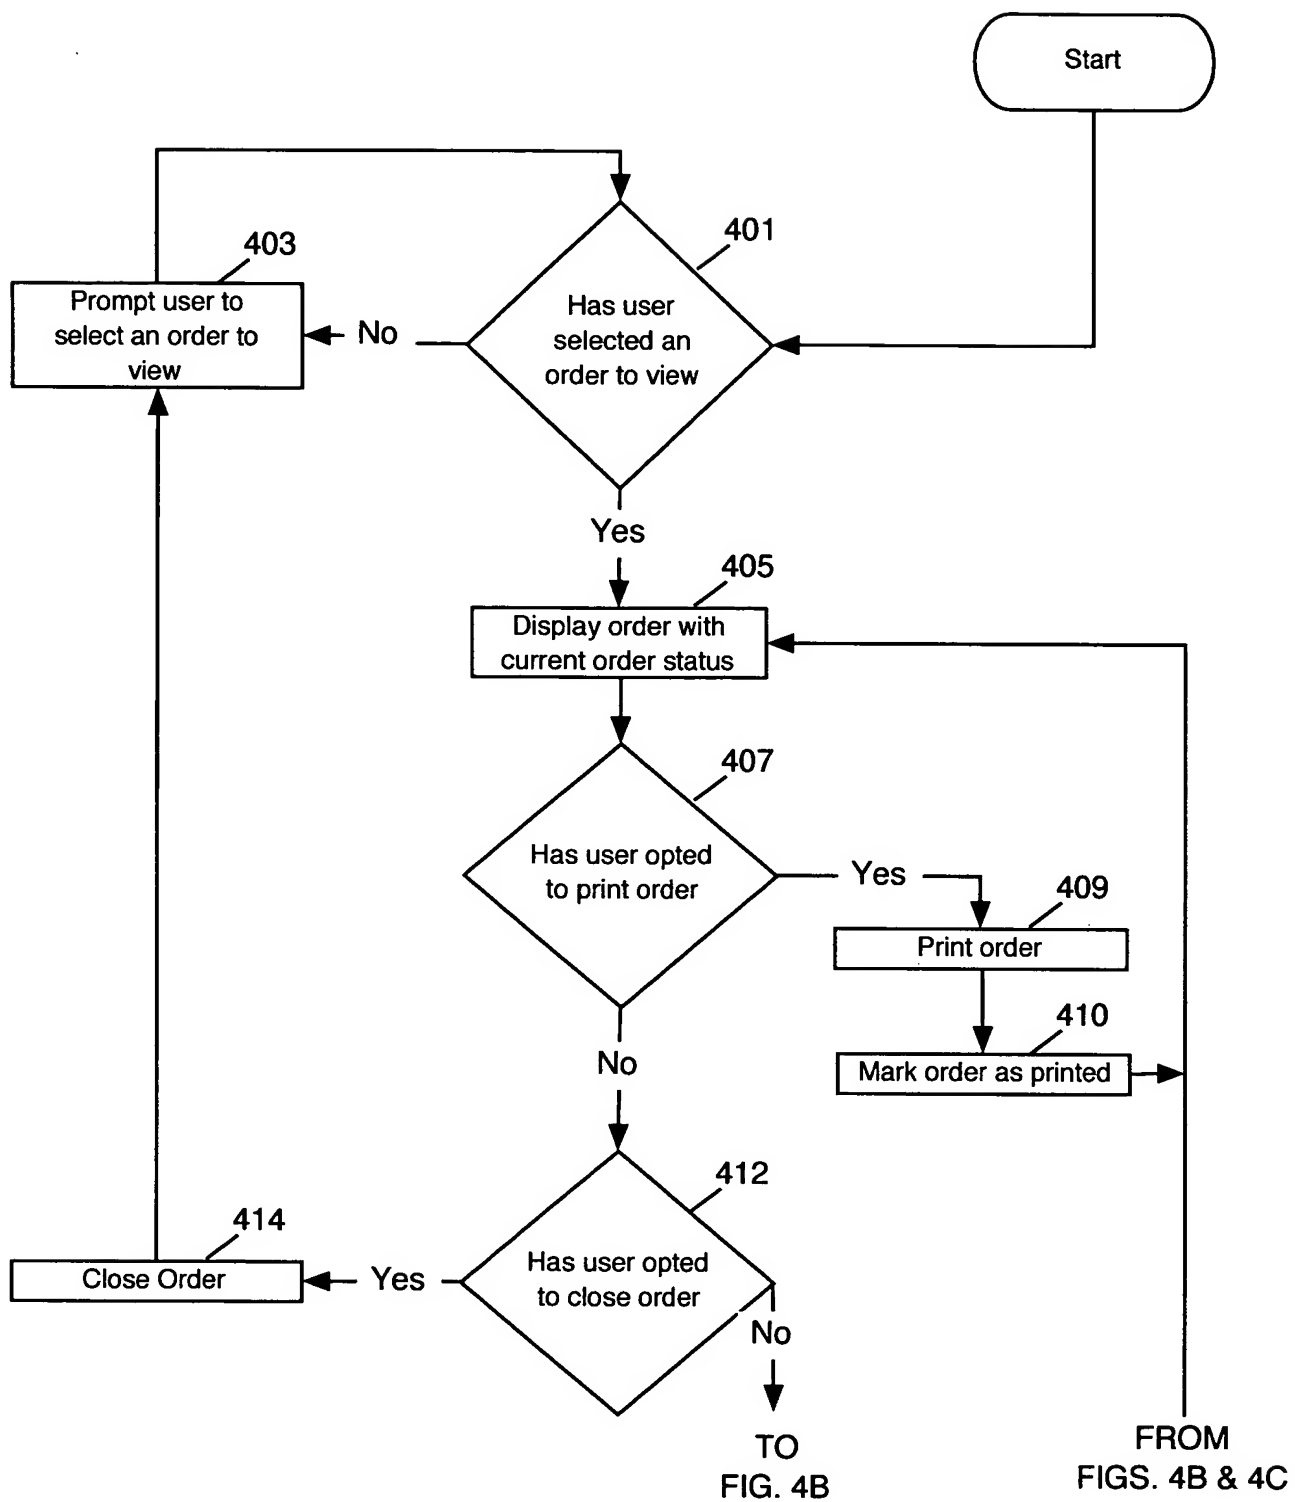 Start
401
403
Has user
selected an
order to view
Prompt user to
select an order to
view
No
Yes
405
Display order with
current order status
407
Has user opted
to print order
Yes
409
Print order
410
Mark order as printed
No
412
Has user opted
to close order
414
Close Order
Yes
No
TO
FIG. 4B
FROM
FIGS. 4B & 4C